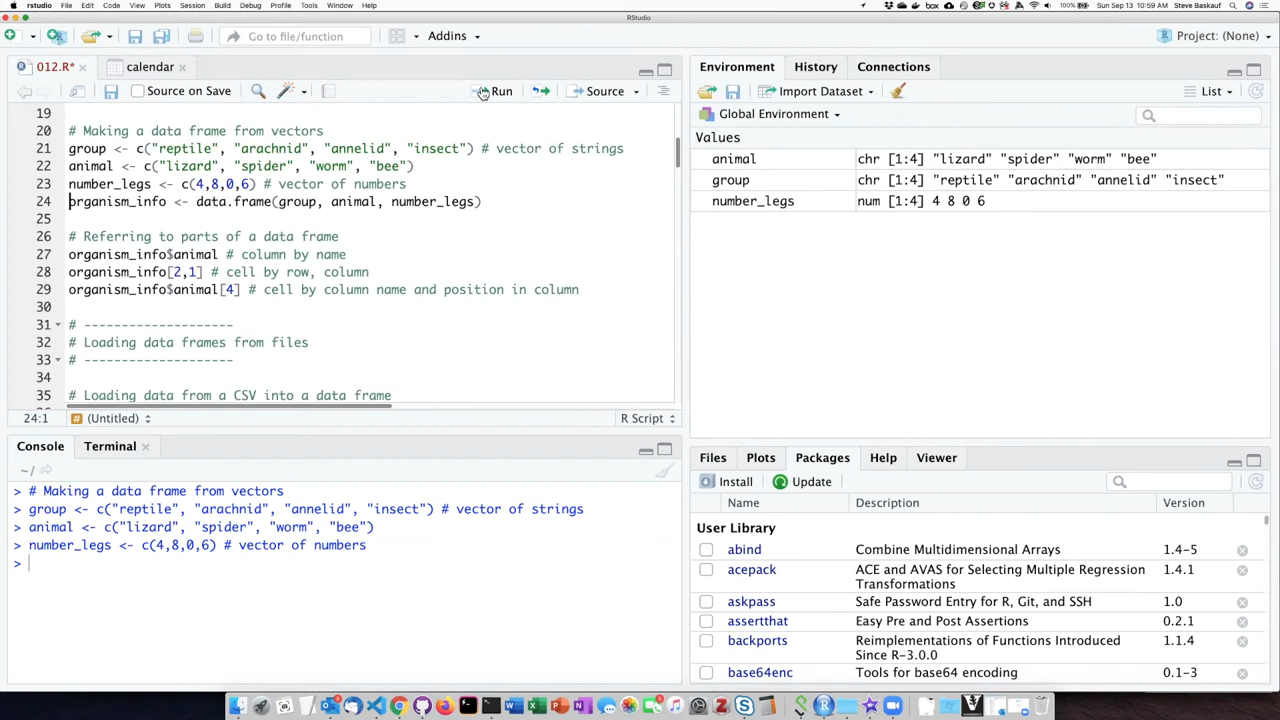 rstudio File Edit Code View Plots Session Build Debug Profile Tools Window Help
box 100% Sun Sep 13 10:59 AM Steve Baskauf
RStudio
Go to file/function Addins Project: (None)
012.R* calendar
Source on Save Run Source
19
20 # Making a data frame from vectors
21 group <- c("reptile", "arachnid", "annelid", "insect") # vector of strings
22 animal <- c("lizard", "spider", "worm", "bee")
23 number_legs <- c(4,8,0,6) # vector of numbers
24 organism_info <- data.frame(group, animal, number_legs)
25
26 # Referring to parts of a data frame
27 organism_info$animal # column by name
28 organism_info[2,1] # cell by row, column
29 organism_info$animal[4] # cell by column name and position in column
30
31 # --------------------
32 # Loading data frames from files
33 # --------------------
34
35 # Loading data from a CSV into a data frame
24:1 # (Untitled) R Script
Console Terminal
~/
> # Making a data frame from vectors
> group <- c("reptile", "arachnid", "annelid", "insect") # vector of strings
> animal <- c("lizard", "spider", "worm", "bee")
> number_legs <- c(4,8,0,6) # vector of numbers
>
Environment History Connections
Import Dataset List
Global Environment
Values
animal chr [1:4] "lizard" "spider" "worm" "bee"
group chr [1:4] "reptile" "arachnid" "annelid" "insect"
number_legs num [1:4] 4 8 0 6
Files Plots Packages Help Viewer
Install Update
Name Description Version
User Library
abind Combine Multidimensional Arrays 1.4-5
acepack ACE and AVAS for Selecting Multiple Regression Transformations 1.4.1
askpass Safe Password Entry for R, Git, and SSH 1.0
assertthat Easy Pre and Post Assertions 0.2.1
backports Reimplementations of Functions Introduced Since R-3.0.0 1.1.4
base64enc Tools for base64 encoding 0.1-3